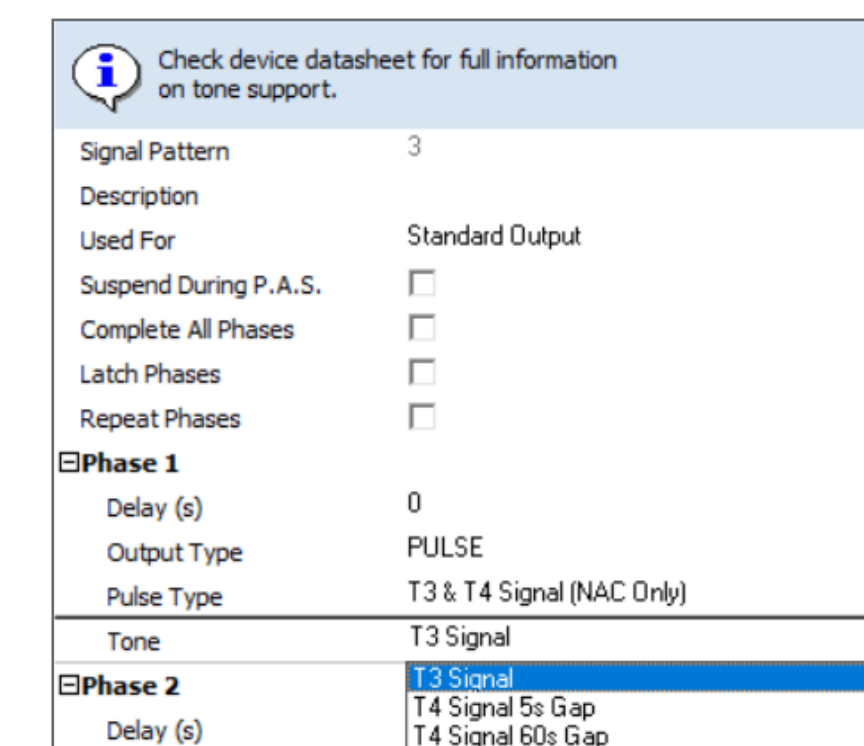 Check device datasheet for full information
on tone support.
Signal Pattern 3
Description
Used For Standard Output
Suspend During P.A.S.
Complete All Phases
Latch Phases
Repeat Phases
Phase 1
Delay (s) 0
Output Type PULSE
Pulse Type T3 & T4 Signal (NAC Only)
Tone T3 Signal
Phase 2 T3 Signal
T4 Signal 5s Gap
Delay (s) T4 Signal 60s Gap